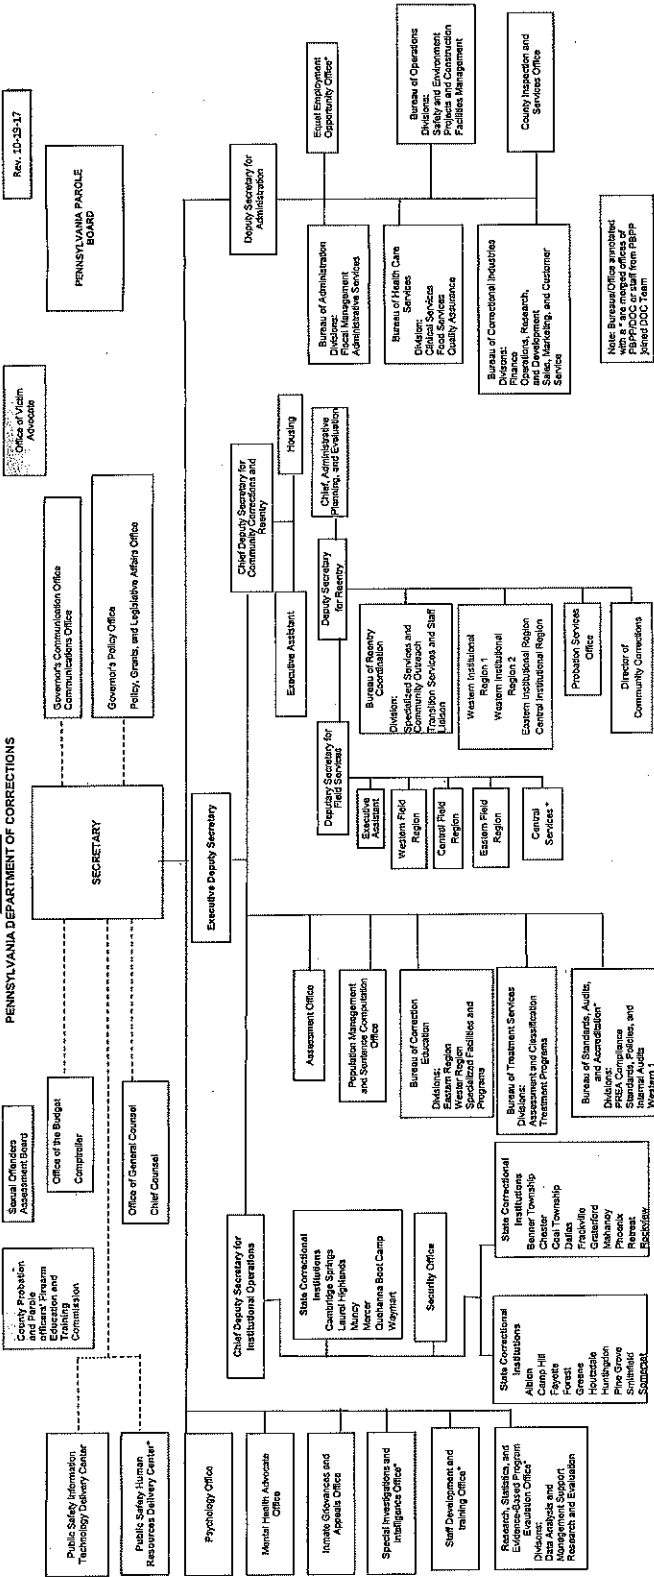 PENNSYLVANIA DEPARTMENT OF CORRECTIONS
Rev. 10-19-17
County Probation
and Parole
officers' Firearm
Education and
Training
Commission
Sexual Offenders
Assessment Board
Office of Victim
Advocate
PENNSYLVANIA PAROLE
BOARD
Public Safety Information
Technology Delivery Center
Public Safety Human
Resources Delivery Center*
Office of the Budget
Comptroller
Office of General Counsel
Chief Counsel
SECRETARY
Governor's Communication Office
Communications Office
Governor's Policy Office
Policy, Grants, and Legislative Affairs Office
Executive Deputy Secretary
Psychology Office
Mental Health Advocate
Office
Inmate Grievances and
Appeals Office
Special Investigations and
Intelligence Office*
Staff Development and
training Office*
Research, Statistics, and
Evidence-Based Program
Evaulation Office*
Divisons:
Data Analysis and
Management Support
Research and Evaluation
Chief Deputy Secretary for
Institutional Operations
State Correctional
Institutions
Cambridge Springs
Laurel Highlands
Muncy
Mercer
Quehanna Boot Camp
Waymart
Security Office
State Correctional
Institutions
Albion
Camp Hill
Fayette
Forest
Greene
Houtzdale
Huntingdon
Pine Grove
Smithfield
Somerset
State Correctional
Institutions
Benner Township
Chester
Coal Township
Dallas
Frackville
Graterford
Mahanoy
Phoenix
Retreat
Rockview
Assessment Office
Population Management
and Sentence Computation
Office
Bureau of Correction
Education
Divisions:
Eastern Region
Wester Region
Specialized Facilities and
Programs
Bureau of Treatment Services
Divisions:
Assessment and Classification
Treatment Programs
Bureau of Standards, Audits,
and Accreditation*
Divisions:
PREA Compliance
Standards, Policies, and
Internal Audits
Western 1
Chief Deputy Secretary for
Community Corrections and
Reentry
Executive Assistant
Housing
Deputary Secretary for
Field Services
Executive
Assistant
Western Field
Region
Central Field
Region
Eastern Field
Region
Central
Services *
Deputy Secretary
for Reentry
Chief, Administrative
Planning, and Evaluation
Bureau of Reentry
Coordination
Division:
Specialized Services and
Community Outreach
Transition Services and Staff
Liaison
Western Institutional
Region 1
Western Institutional
Region 2
Eastern Institutional Region
Central Institutional Region
Probation Services
Office
Director of
Community Corrections
Deputy Secretary for
Administration
Bureau of Administration
Divisions:
Fiscal Management
Administrative Services
Equal Employment
Opportunity Office*
Bureau of Health Care
Services
Division:
Clinical Services
Food Services
Quality Assurance
Bureau of Operations
Divisions:
Safety and Environment
Projects and Construction
Facilities Management
Bureau of Correctional Industries
Divisons:
Finance
Operations, Research,
and Development
Sales, Marketing, and Customer
Service
County Inspection and
Services Office
Note: Bureaus/Office annotated
with a * are merged offices of
PBPP/DOC or staff from PBPP
joined DOC Team